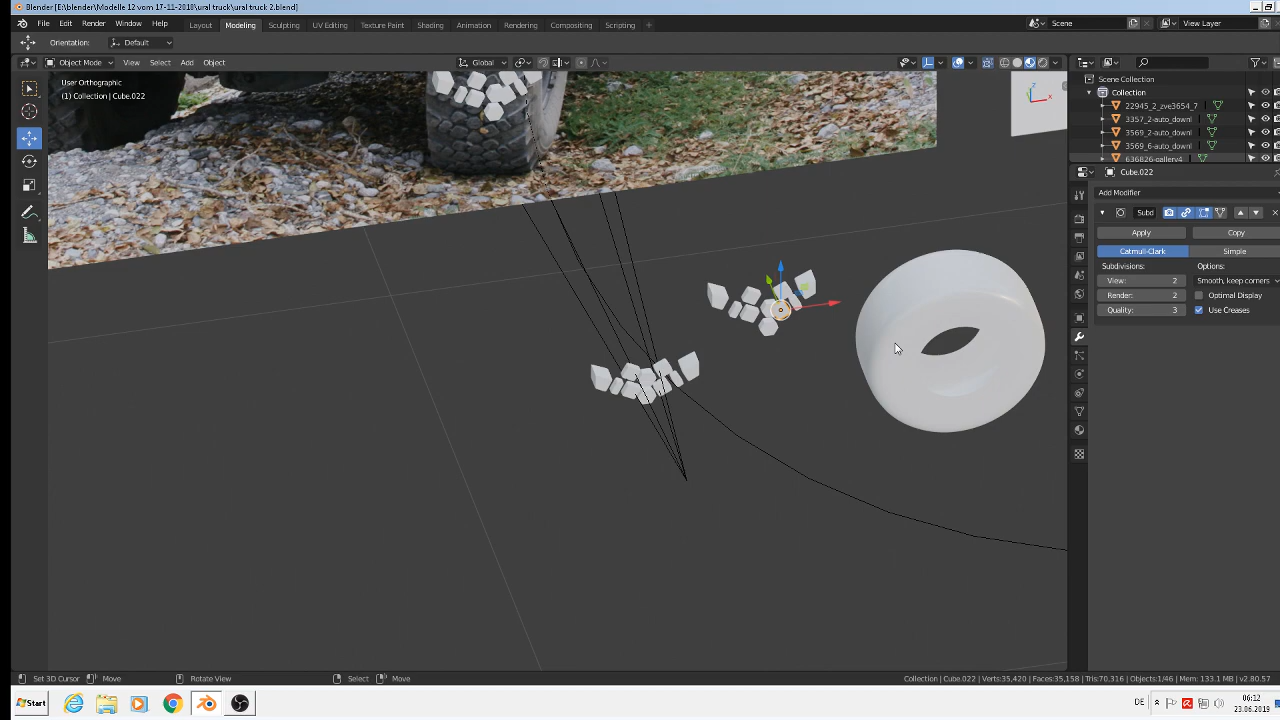 Blender [E:\blender\Modelle 12 vom 17-11-2018\ural truck\ural truck 2.blend]
File Edit Render Window Help Layout Modeling Sculpting UV Editing Texture Paint Shading Animation Rendering Compositing Scripting + Scene View Layer
Orientation: Default
Object Mode View Select Add Object Global
User Orthographic
(1) Collection | Cube.022
Scene Collection
Collection
22945_2_zve3654_7
3357_2-auto_downl
3569_2-auto_downl
3569_6-auto_downl
636826-gallery4
Cube.022
Add Modifier
Subd
Apply Copy
Catmull-Clark Simple
Subdivisions: Options:
View: 2 Smooth, keep corners
Render: 2 Optimal Display
Quality: 3 Use Creases
Z
X
Set 3D Cursor Move Rotate View Select Move Collection | Cube.022 | Verts:35,420 | Faces:35,158 | Tris:70,316 | Objects:1/46 | Mem: 133.1 MB | v2.80.57
Start DE 06:12
23.06.2019